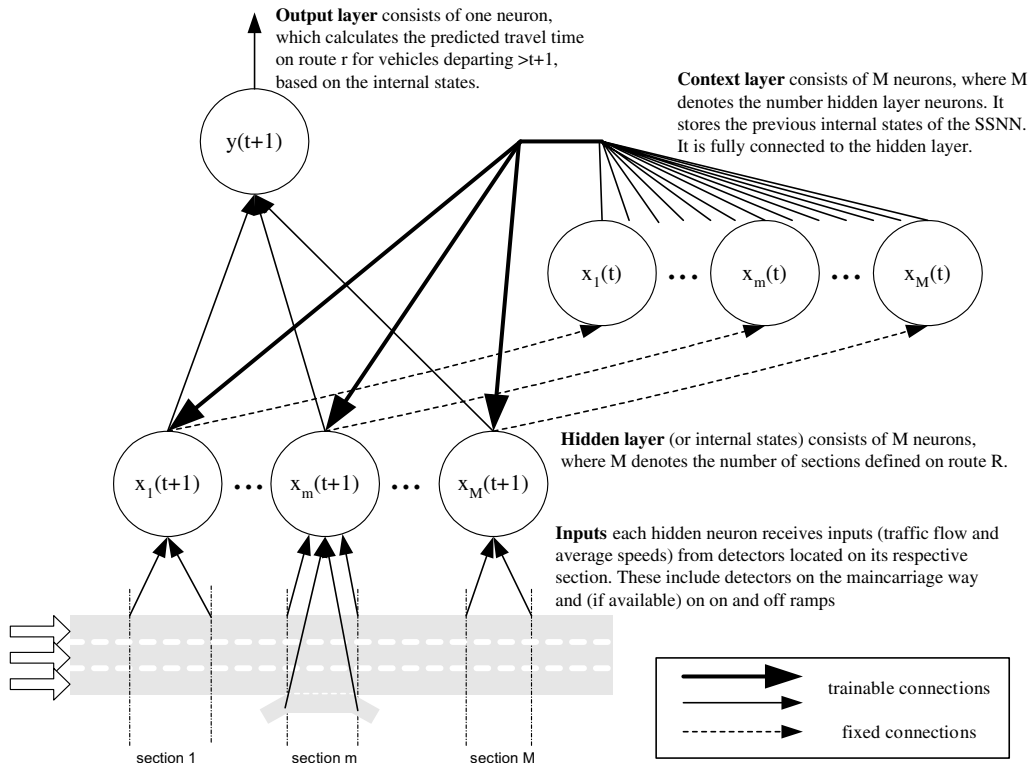 Output layer consists of one neuron,
which calculates the predicted travel time
on route r for vehicles departing >t+1,
based on the internal states.
Context layer consists of M neurons, where M
denotes the number hidden layer neurons. It
stores the previous internal states of the SSNN.
It is fully connected to the hidden layer.
y(t+1)
x1(t) ... xm(t) ... xM(t)
Hidden layer (or internal states) consists of M neurons,
where M denotes the number of sections defined on route R.
x1(t+1) ... xm(t+1) ... xM(t+1)
Inputs each hidden neuron receives inputs (traffic flow and
average speeds) from detectors located on its respective
section. These include detectors on the maincarriage way
and (if available) on on and off ramps
trainable connections
fixed connections
section 1 section m section M